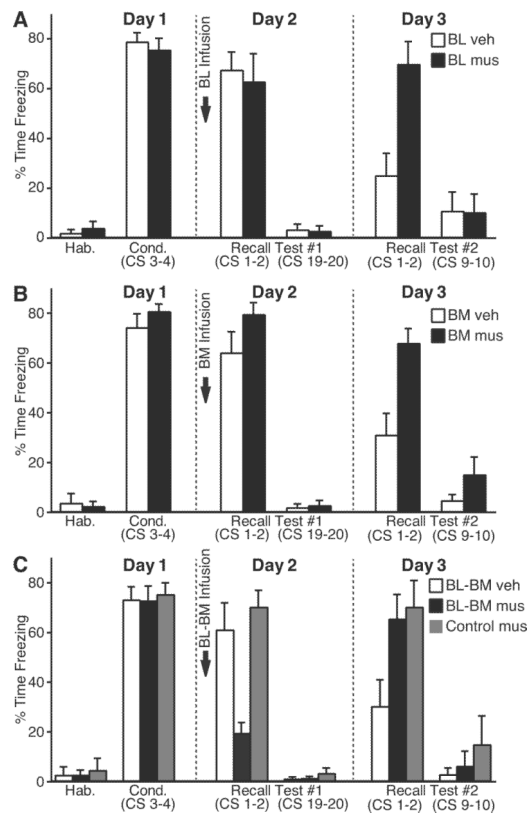 A
Day 1
Day 2
Day 3
BL veh
BL mus
BL Infusion
% Time Freezing
80
60
40
20
0
Hab.
Cond.
(CS 3-4)
Recall Test #1
(CS 1-2) (CS 19-20)
Recall Test #2
(CS 1-2) (CS 9-10)
B
Day 1
Day 2
Day 3
BM veh
BM mus
BM Infusion
% Time Freezing
80
60
40
20
0
Hab.
Cond.
(CS 3-4)
Recall Test #1
(CS 1-2) (CS 19-20)
Recall Test #2
(CS 1-2) (CS 9-10)
C
Day 1
Day 2
Day 3
BL-BM veh
BL-BM mus
Control mus
BL-BM Infusion
% Time Freezing
80
60
40
20
0
Hab.
Cond.
(CS 3-4)
Recall Test #1
(CS 1-2) (CS 19-20)
Recall Test #2
(CS 1-2) (CS 9-10)